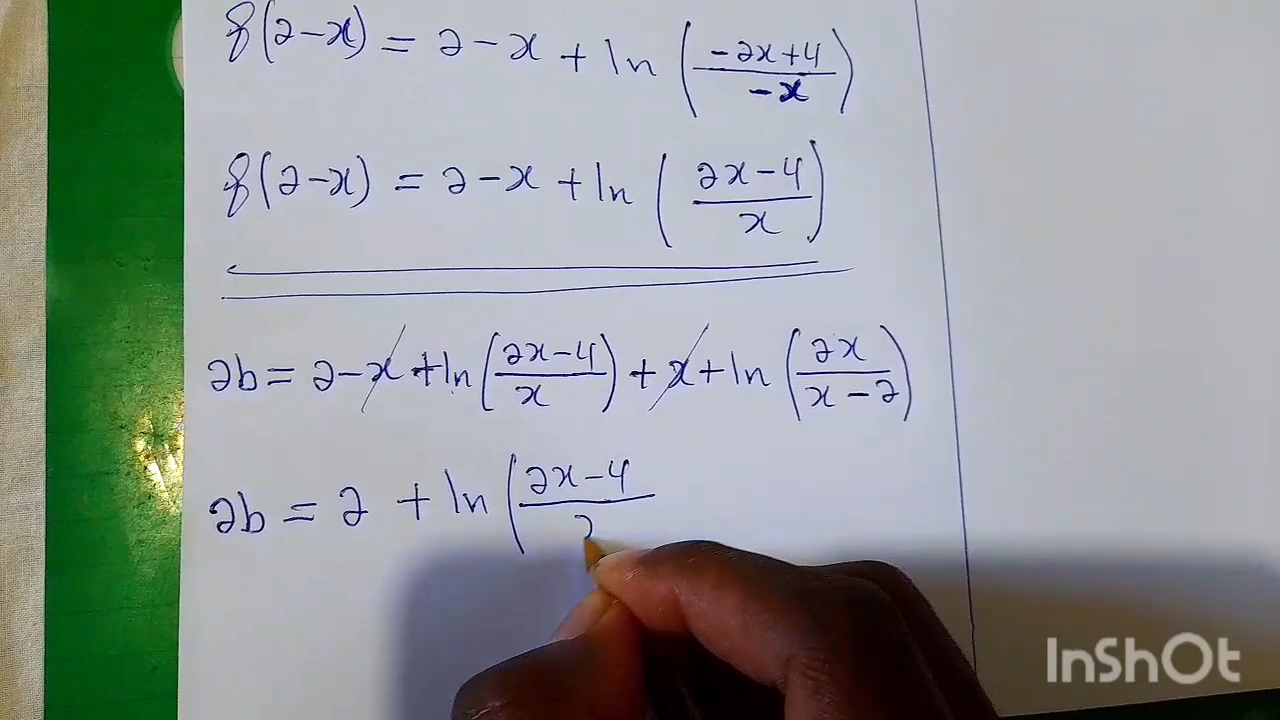 f(2-x) = 2-x + ln (-2x+4 / -x)
f(2-x) = 2-x + ln (2x-4 / x)
2b = 2-x + ln (2x-4 / x) + x + ln (2x / x-2)
2b = 2 + ln (2x-4 /
InShOt